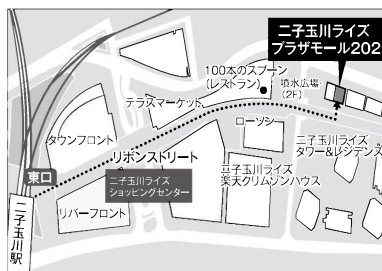 二子玉川ライズ
プラザモール202
100本のスプーン
(レストラン)
噴水広場
(2F)
テラスマーケット
ローソン
タウンフロント
リボンストリート
二子玉川ライズ
タワー&レジデンス
東口
二子玉川ライズ
ショッピングセンター
二子玉川ライズ
楽天クリムゾンハウス
リバーフロント
二子玉川駅